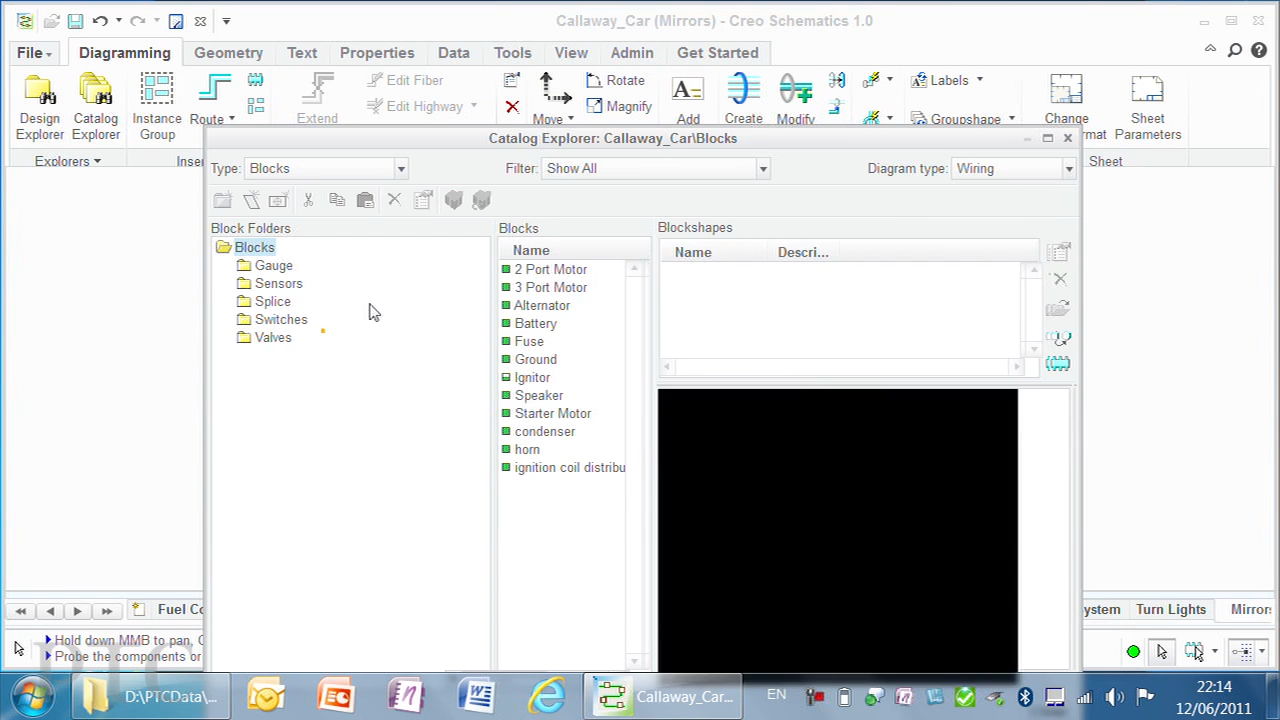 Callaway_Car (Mirrors) - Creo Schematics 1.0
File Diagramming Geometry Text Properties Data Tools View Admin Get Started
Edit Fiber Rotate Labels
Edit Highway Magnify Groupshape
Design Explorer Catalog Explorer Instance Group Route Extend Move Add Create Modify Change Sheet Parameters
Explorers Sheet
Catalog Explorer: Callaway_Car\Blocks
Type: Blocks Filter: Show All Diagram type: Wiring
Block Folders Blocks Blockshapes
Blocks Name Name Descri...
Gauge 2 Port Motor
Sensors 3 Port Motor
Splice Alternator
Switches Battery
Valves Fuse
Ground
Ignitor
Speaker
Starter Motor
condenser
horn
ignition coil distribu
Fuel Turn Lights Mirrors
Hold down MMB to pan,
Probe the components or
PTC
D:\PTCData\... Callaway_Car... EN 22:14
12/06/2011